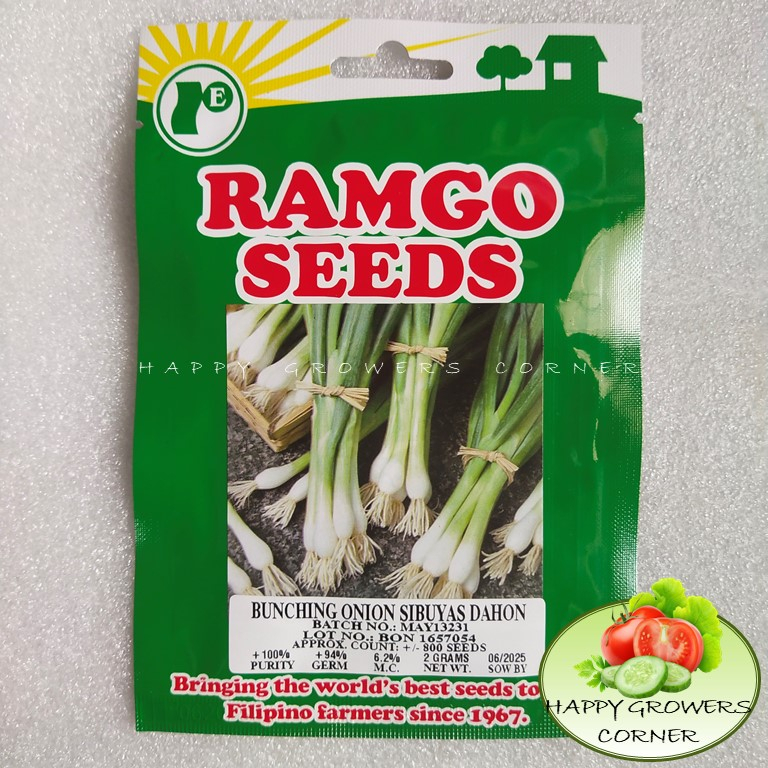 E
RAMGO
SEEDS
HAPPY GROWERS CORNER
BUNCHING ONION SIBUYAS DAHON
BATCH NO.: MAY13231
LOT NO.: BON 1657054
APPROX. COUNT: +/- 800 SEEDS
+100% +94% 6.2% 2 GRAMS 06/2025
PURITY GERM M.C. NET WT. SOW BY
Bringing the world's best seeds to
Filipino farmers since 1967.
HAPPY GROWERS
CORNER